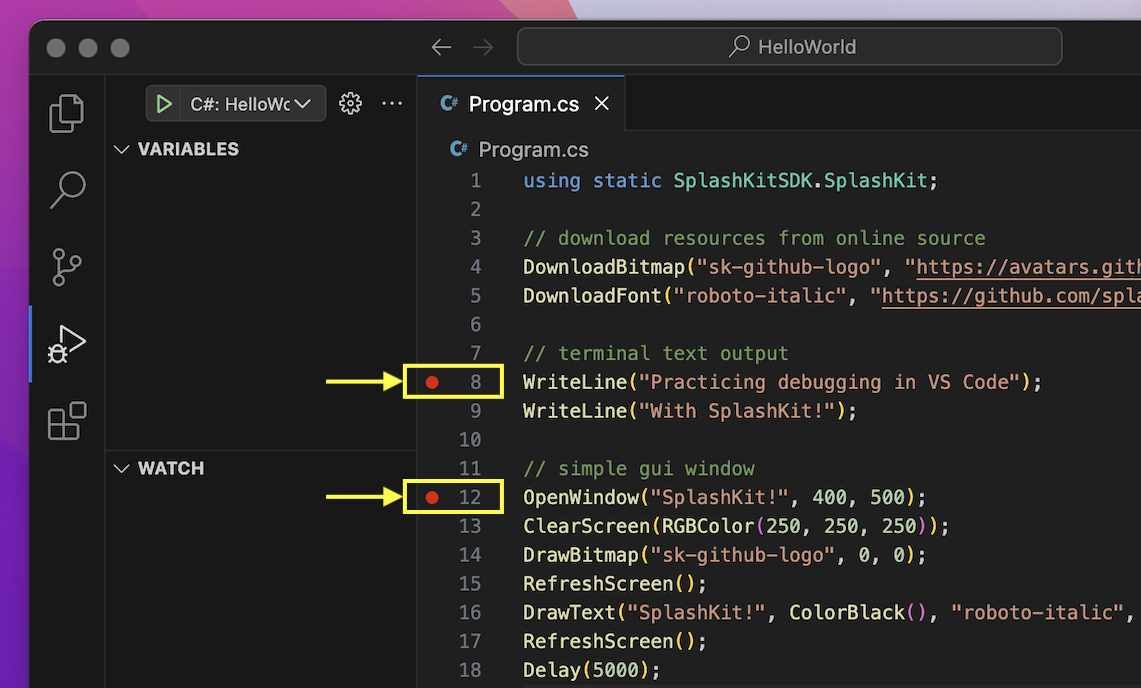 HelloWorld
C#: HelloWc
VARIABLES
WATCH
C# Program.cs
C# Program.cs
1 using static SplashKitSDK.SplashKit;
2
3 // download resources from online source
4 DownloadBitmap("sk-github-logo", "https://avatars.gith
5 DownloadFont("roboto-italic", "https://github.com/spla
6
7 // terminal text output
8 WriteLine("Practicing debugging in VS Code");
9 WriteLine("With SplashKit!");
10
11 // simple gui window
12 OpenWindow("SplashKit!", 400, 500);
13 ClearScreen(RGBColor(250, 250, 250));
14 DrawBitmap("sk-github-logo", 0, 0);
15 RefreshScreen();
16 DrawText("SplashKit!", ColorBlack(), "roboto-italic",
17 RefreshScreen();
18 Delay(5000);